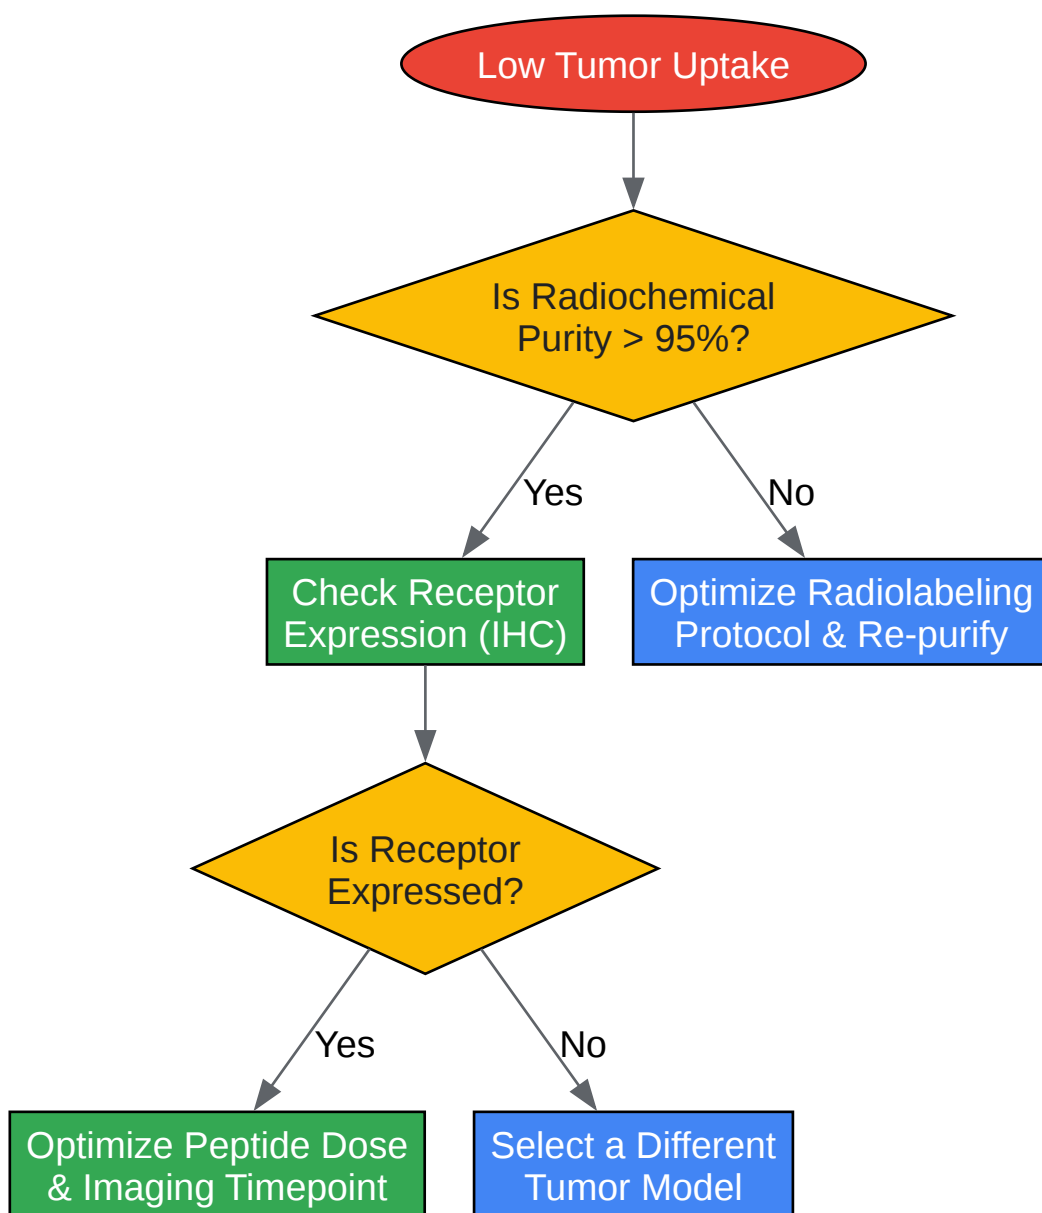 Low Tumor Uptake
Is Radiochemical
Purity > 95%?
Yes
No
Check Receptor
Expression (IHC)
Optimize Radiolabeling
Protocol & Re-purify
Is Receptor
Expressed?
Yes
No
Optimize Peptide Dose
& Imaging Timepoint
Select a Different
Tumor Model